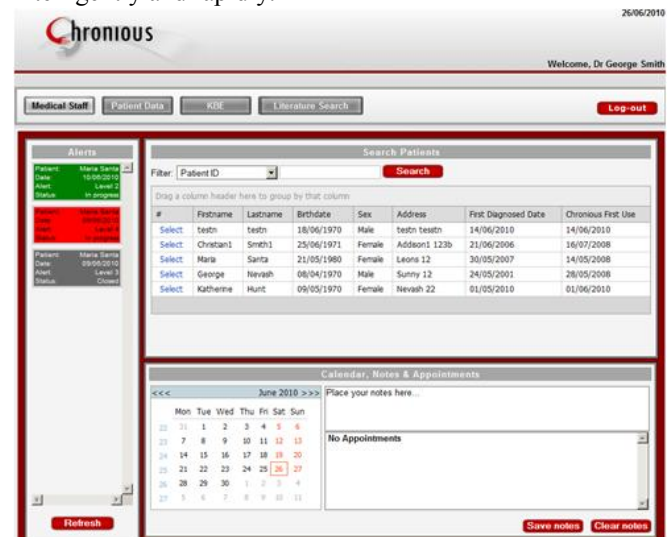 Chronious
26/06/2010
Welcome, Dr George Smith
Medical Staff Patient Data KBE Literature Search Log-out
Alerts
Patient: Maria Santa
Date: 10/06/2010
Alert: Level 2
Status: In progress
Patient: Maria Santa
Status: In progress
Patient: Maria Santa
Date: 09/06/2010
Alert: Level 3
Status: Closed
Refresh
Search Patients
Filter: Patient ID Search
Drag a column header here to group by that column
# Firstname Lastname Birthdate Sex Address First Diagnosed Date Chronious First Use
Select testn testn 18/06/1970 Male testn tesstn 14/06/2010 14/06/2010
Select Christian1 Smith1 25/06/1971 Female Addison1 123b 21/06/2006 16/07/2008
Select Maria Santa 21/05/1980 Female Leons 12 30/05/2007 14/05/2008
Select George Nevash 08/04/1970 Male Sunny 12 24/05/2001 28/05/2008
Select Katherine Hunt 09/05/1970 Female Nevash 22 01/05/2010 01/06/2010
Calendar, Notes & Appointments
<<< June 2010 >>>
Mon Tue Wed Thu Fri Sat Sun
22 31 1 2 3 4 5 6
23 7 8 9 10 11 12 13
24 14 15 16 17 18 19 20
25 21 22 23 24 25 26 27
26 28 29 30 1 2 3 4
27 5 6 7 8 9 10 11
Place your notes here...
No Appointments
Save notes Clear notes